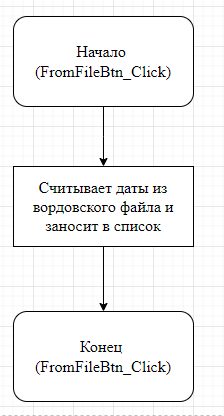 Начало
(FromFileBtn_Click)
Считывает даты из
вордовского файла и
заносит в список
Конец
(FromFileBtn_Click)